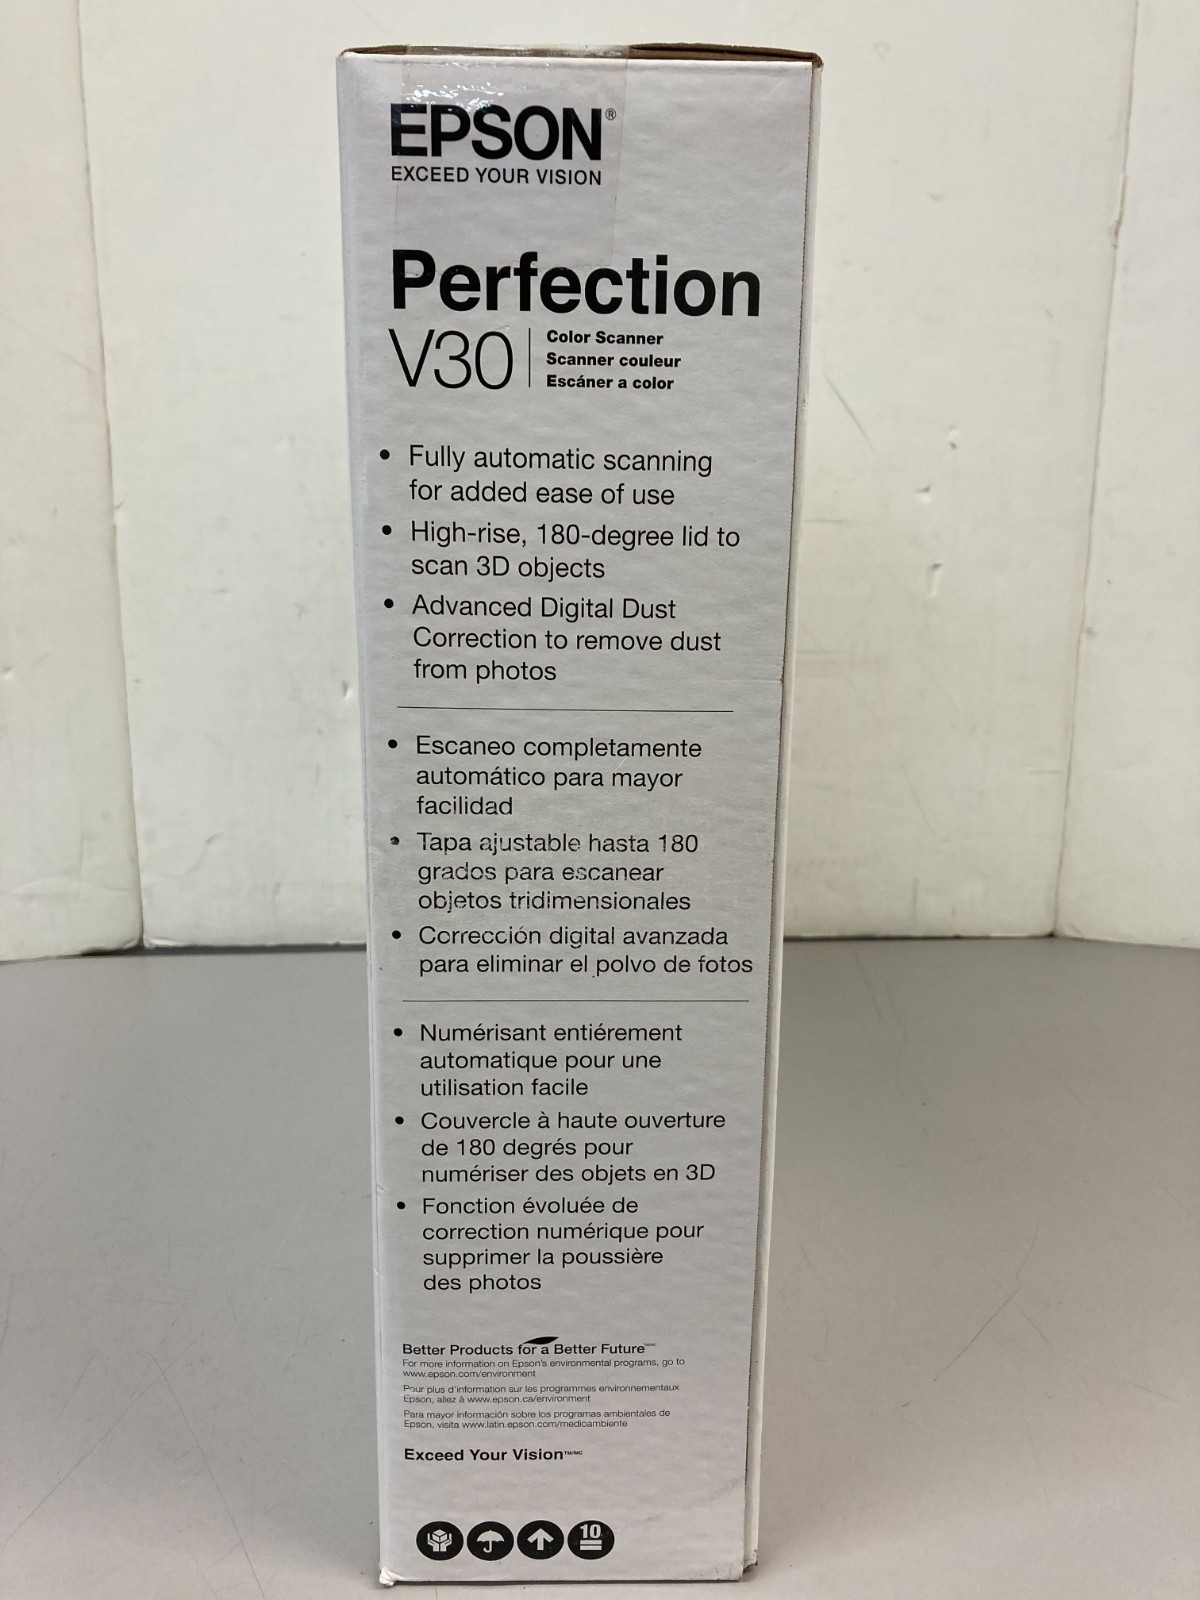 EPSON®
EXCEED YOUR VISION
Perfection
V30
Color Scanner
Scanner couleur
Escáner a color
• Fully automatic scanning
for added ease of use
• High-rise, 180-degree lid to
scan 3D objects
• Advanced Digital Dust
Correction to remove dust
from photos
• Escaneo completamente
automático para mayor
facilidad
• Tapa ajustable hasta 180
grados para escanear
objetos tridimensionales
• Corrección digital avanzada
para eliminar el polvo de fotos
• Numérisant entiérement
automatique pour une
utilisation facile
• Couvercle à haute ouverture
de 180 degrés pour
numériser des objets en 3D
• Fonction évoluée de
correction numérique pour
supprimer la poussière
des photos
Better Products for a Better Future™/MC
For more information on Epson's environmental programs, go to
www.epson.com/environment
Pour plus d'information sur les programmes environnementaux
Epson, allez à www.epson.ca/environment
Para mayor información sobre los programas ambientales de
Epson, visita www.latin.epson.com/medioambiente
Exceed Your Vision™/MC
10